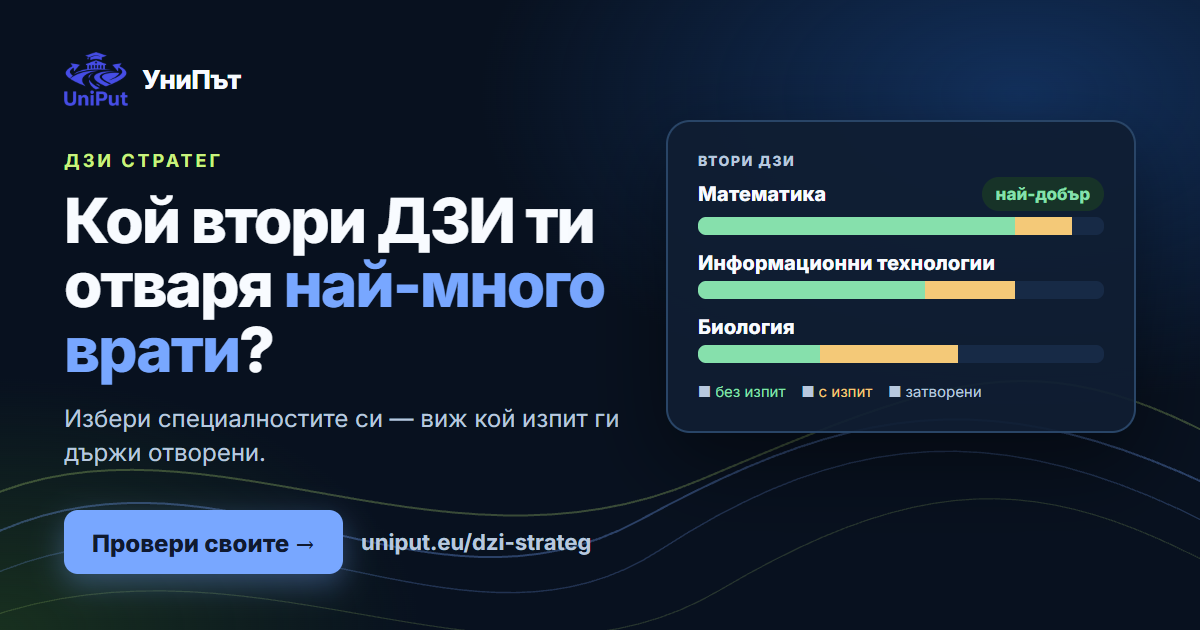 UniPut
УниПът
ДЗИ СТРАТЕГ
Кой втори ДЗИ ти
отваря най-много
врати?
Избери специалностите си — виж кой изпит ги
държи отворени.
Провери своите →
uniput.eu/dzi-strateg
ВТОРИ ДЗИ
Математика
най-добър
Информационни технологии
Биология
без изпит
с изпит
затворени